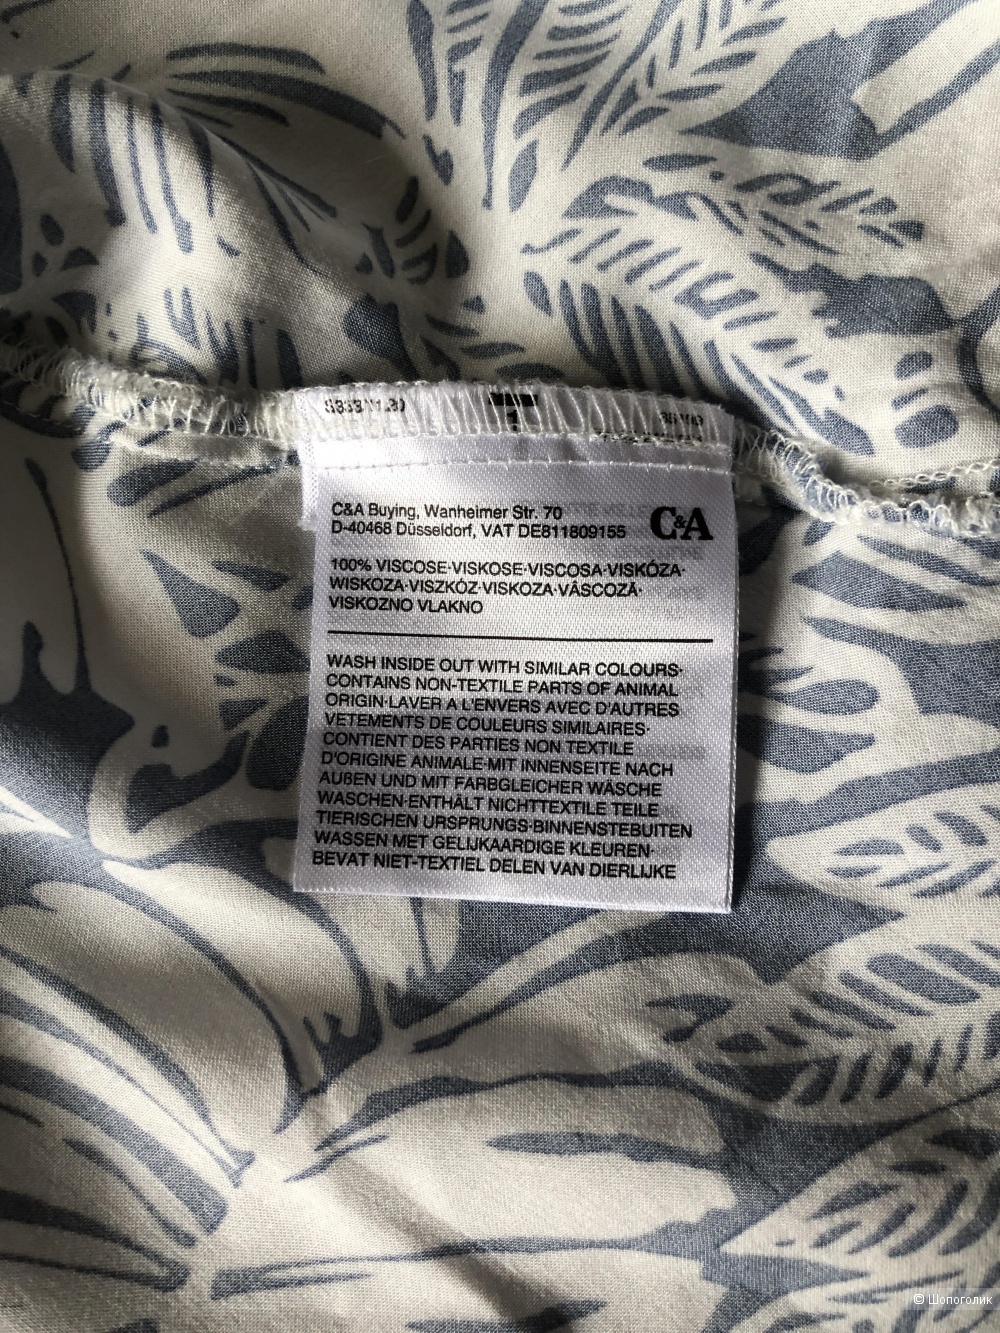 C&A Buying, Wanheimer Str. 70
D-40468 Düsseldorf, VAT DE811809155
C&A
100% VISCOSE·VISKOSE·VISCOSA·VISKÓZA·
WISKOZA·VISZKÓZ·VISKOZA·VÂSCOZĂ·
VISKOZNO VLAKNO
WASH INSIDE OUT WITH SIMILAR COLOURS·
CONTAINS NON-TEXTILE PARTS OF ANIMAL
ORIGIN·LAVER A L'ENVERS AVEC D'AUTRES
VETEMENTS DE COULEURS SIMILAIRES·
CONTIENT DES PARTIES NON TEXTILE
D'ORIGINE ANIMALE·MIT INNENSEITE NACH
AUßEN UND MIT FARBGLEICHER WÄSCHE
WASCHEN·ENTHÄLT NICHTTEXTILE TEILE
TIERISCHEN URSPRUNGS·BINNENSTEBUITEN
WASSEN MET GELIJKAARDIGE KLEUREN·
BEVAT NIET-TEXTIEL DELEN VAN DIERLIJKE
© Шопоголик